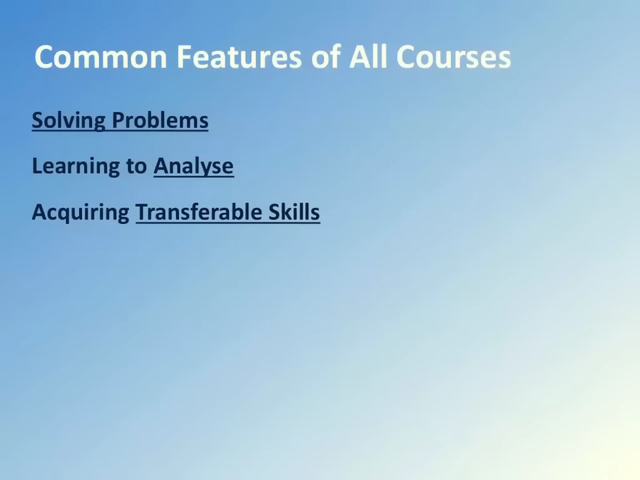 Common Features of All Courses
Solving Problems
Learning to Analyse
Acquiring Transferable Skills